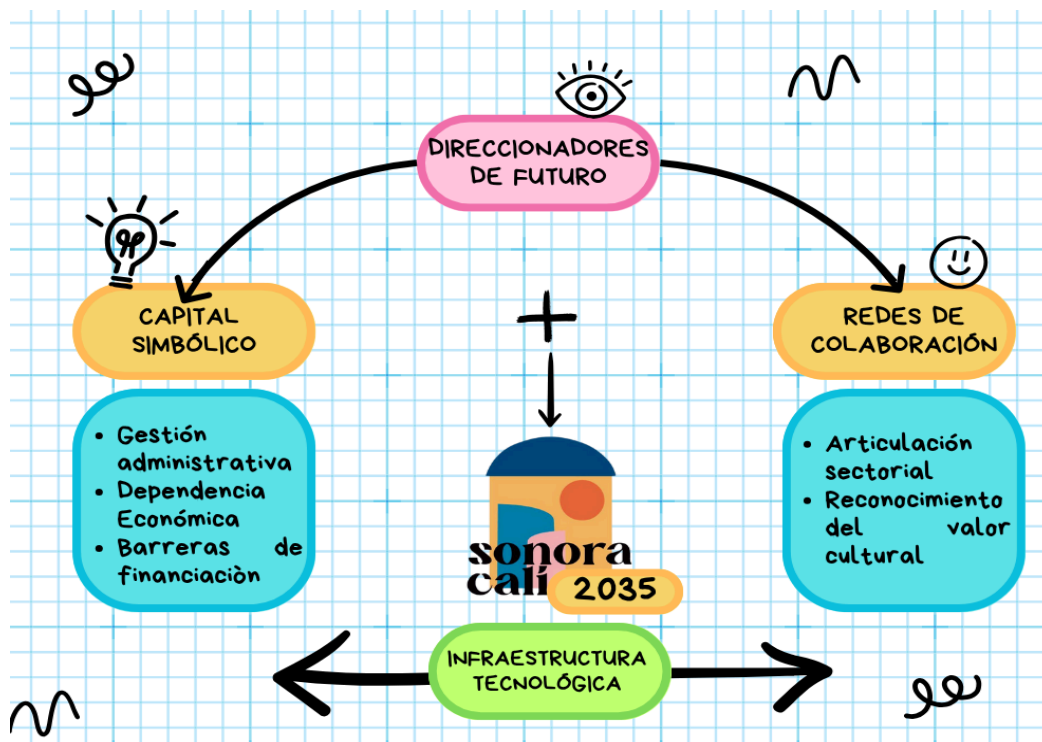 DIRECCIONADORES
DE FUTURO
CAPITAL
SIMBÓLICO
REDES DE
COLABORACIÓN
• Gestión
administrativa
• Dependencia
Económica
• Barreras de
financiaciòn
• Articulación
sectorial
• Reconocimiento
del valor
cultural
sonora
cali
2035
INFRAESTRUCTURA
TECNOLÓGICA